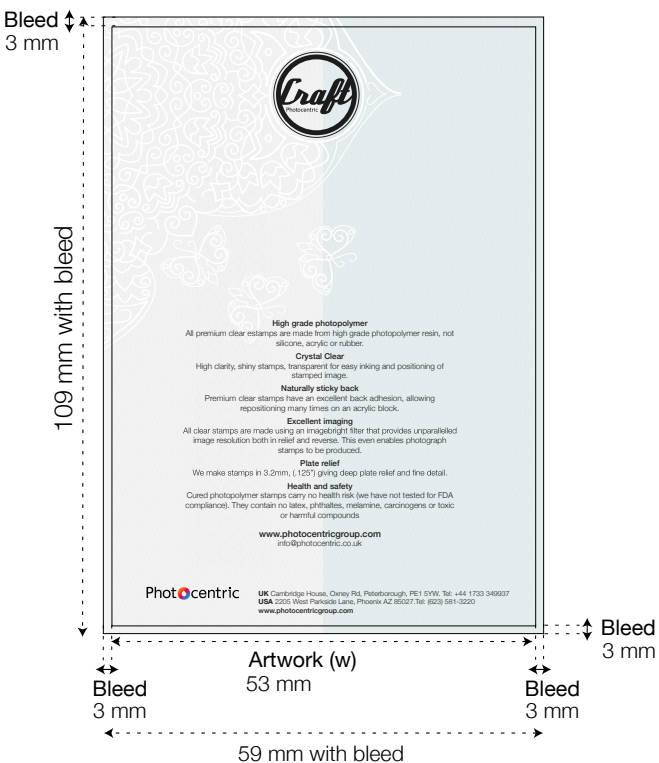 Bleed
3 mm
109 mm with bleed
Craft
Photocentric
High grade photopolymer
All premium clear estamps are made from high grade photopolymer resin, not
silicone, acrylic or rubber.
Crystal Clear
High clarity, shiny stamps, transparent for easy inking and positioning of
stamped image.
Naturally sticky back
Premium clear stamps have an excellent back adhesion, allowing
repositioning many times on an acrylic block.
Excellent imaging
All clear stamps are made using an imagebright filter that provides unparallelled
image resolution both in relief and reverse. This even enables photograph
stamps to be produced.
Plate relief
We make stamps in 3.2mm, (.125") giving deep plate relief and fine detail.
Health and safety
Cured photopolymer stamps carry no health risk (we have not tested for FDA
compliance). They contain no latex, phthaltes, melamine, carcinogens or toxic
or harmful compounds
www.photocentricgroup.com
info@photocentric.co.uk
Photocentric
UK Cambridge House, Oxney Rd, Peterborough, PE1 5YW. Tel: +44 1733 349937
USA 2205 West Parkside Lane, Phoenix AZ 85027.Tel: (623) 581-3220
www.photocentricgroup.com
Bleed
3 mm
Artwork (w)
53 mm
Bleed
3 mm
Bleed
3 mm
59 mm with bleed